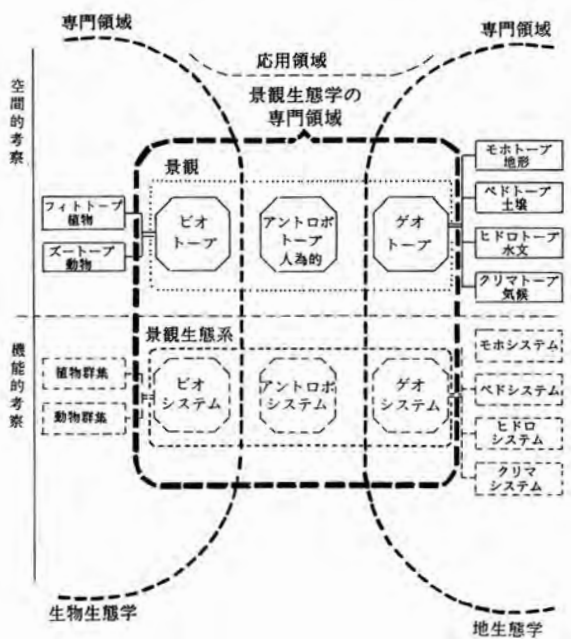 専門領域
専門領域
応用領域
景観生態学の
専門領域
空間的考察
景観
フィトトープ
植物
ズートープ
動物
ビオ
トープ
アントロポ
トープ
人為的
ゲオ
トープ
モホトープ
地形
ペドトープ
土壌
ヒドロトープ
水文
クリマトープ
気候
機能的考察
景観生態系
植物群集
動物群集
ビオ
システム
アントロポ
システム
ゲオ
システム
モホシステム
ペドシステム
ヒドロ
システム
クリマ
システム
生物生態学
地生態学